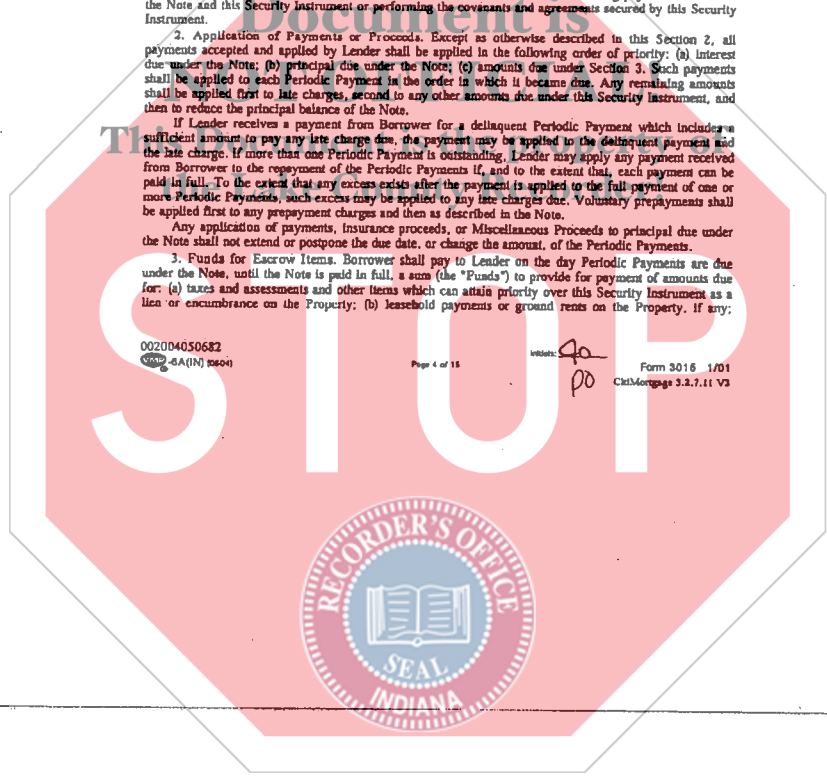 the Note and this Security Instrument or performing the covenants and agreements secured by this Security
Instrument.
Document is
NOT OFFICIAL!
This Document is the property of
the Lake County Recorder!
2. Application of Payments or Proceeds. Except as otherwise described in this Section 2, all
payments accepted and applied by Lender shall be applied in the following order of priority: (a) interest
due under the Note; (b) principal due under the Note; (c) amounts due under Section 3. Such payments
shall be applied to each Periodic Payment in the order in which it became due. Any remaining amounts
shall be applied first to late charges, second to any other amounts due under this Security Instrument, and
then to reduce the principal balance of the Note.
If Lender receives a payment from Borrower for a delinquent Periodic Payment which includes a
sufficient amount to pay any late charge due, the payment may be applied to the delinquent payment and
the late charge. If more than one Periodic Payment is outstanding, Lender may apply any payment received
from Borrower to the repayment of the Periodic Payments if, and to the extent that, each payment can be
paid in full. To the extent that any excess exists after the payment is applied to the full payment of one or
more Periodic Payments, such excess may be applied to any late charges due. Voluntary prepayments shall
be applied first to any prepayment charges and then as described in the Note.
Any application of payments, insurance proceeds, or Miscellaneous Proceeds to principal due under
the Note shall not extend or postpone the due date, or change the amount, of the Periodic Payments.
3. Funds for Escrow Items. Borrower shall pay to Lender on the day Periodic Payments are due
under the Note, until the Note is paid in full, a sum (the "Funds") to provide for payment of amounts due
for: (a) taxes and assessments and other items which can attain priority over this Security Instrument as a
lien or encumbrance on the Property; (b) leasehold payments or ground rents on the Property. if any;
STOP
002004050682
VMP -6A(IN) (0504)
Page 4 of 15
Initials:
PO
Form 3015 1/01
CitiMortgage 3.2.7.11 V3
RECORDER'S OFFICE
SEAL
INDIANA